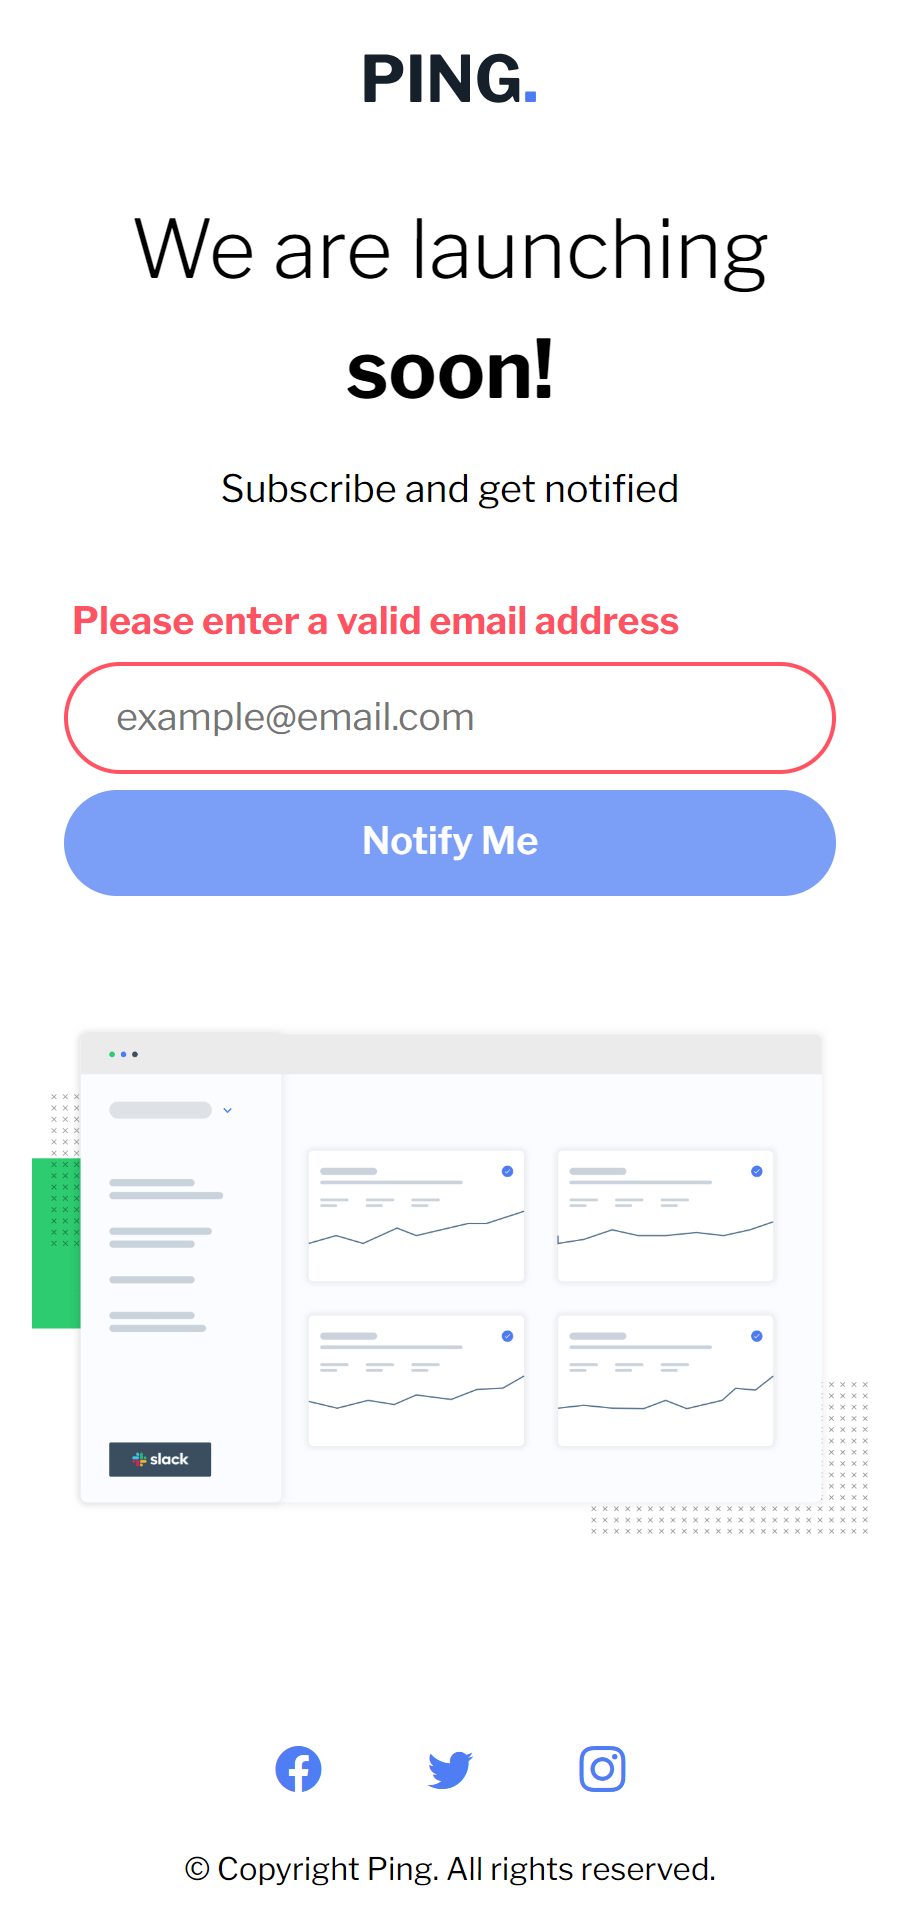 PING.
We are launching
soon!
Subscribe and get notified
Please enter a valid email address
example@email.com
Notify Me
slack
© Copyright Ping. All rights reserved.